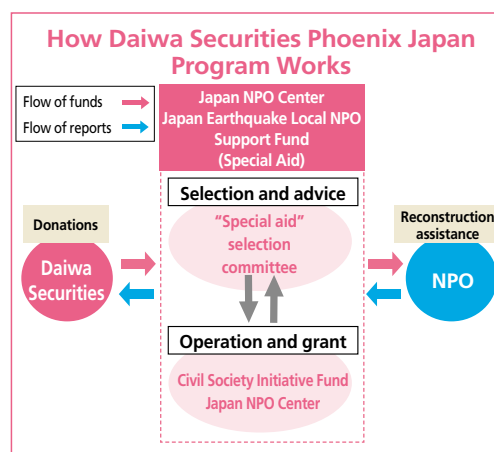 How Daiwa Securities Phoenix Japan
Program Works
Flow of funds
Flow of reports
Japan NPO Center
Japan Earthquake Local NPO
Support Fund
(Special Aid)
Selection and advice
“Special aid”
selection
committee
Donations
Daiwa
Securities
Reconstruction
assistance
NPO
Operation and grant
Civil Society Initiative Fund
Japan NPO Center